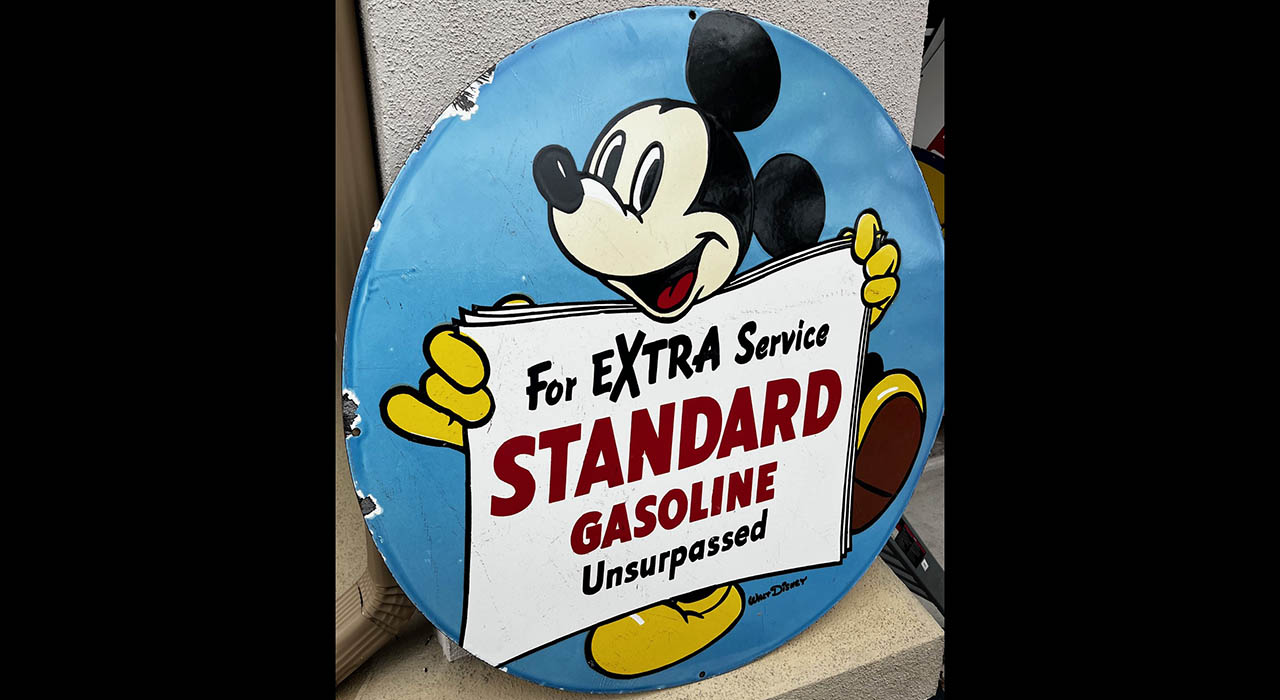 For EXTRA Service
STANDARD
GASOLINE
Unsurpassed
WALT DISNEY